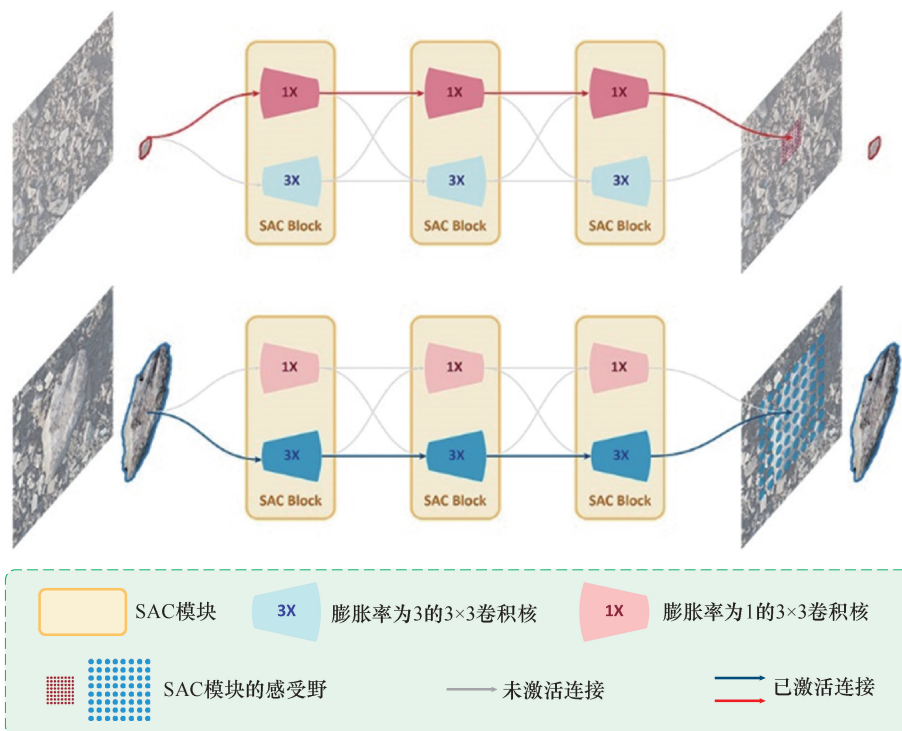 1X 1X 1X
3X 3X 3X
SAC Block SAC Block SAC Block
1X 1X 1X
3X 3X 3X
SAC Block SAC Block SAC Block
SAC模块 3X 膨胀率为3的3×3卷积核 1X 膨胀率为1的3×3卷积核
SAC模块的感受野 未激活连接 已激活连接